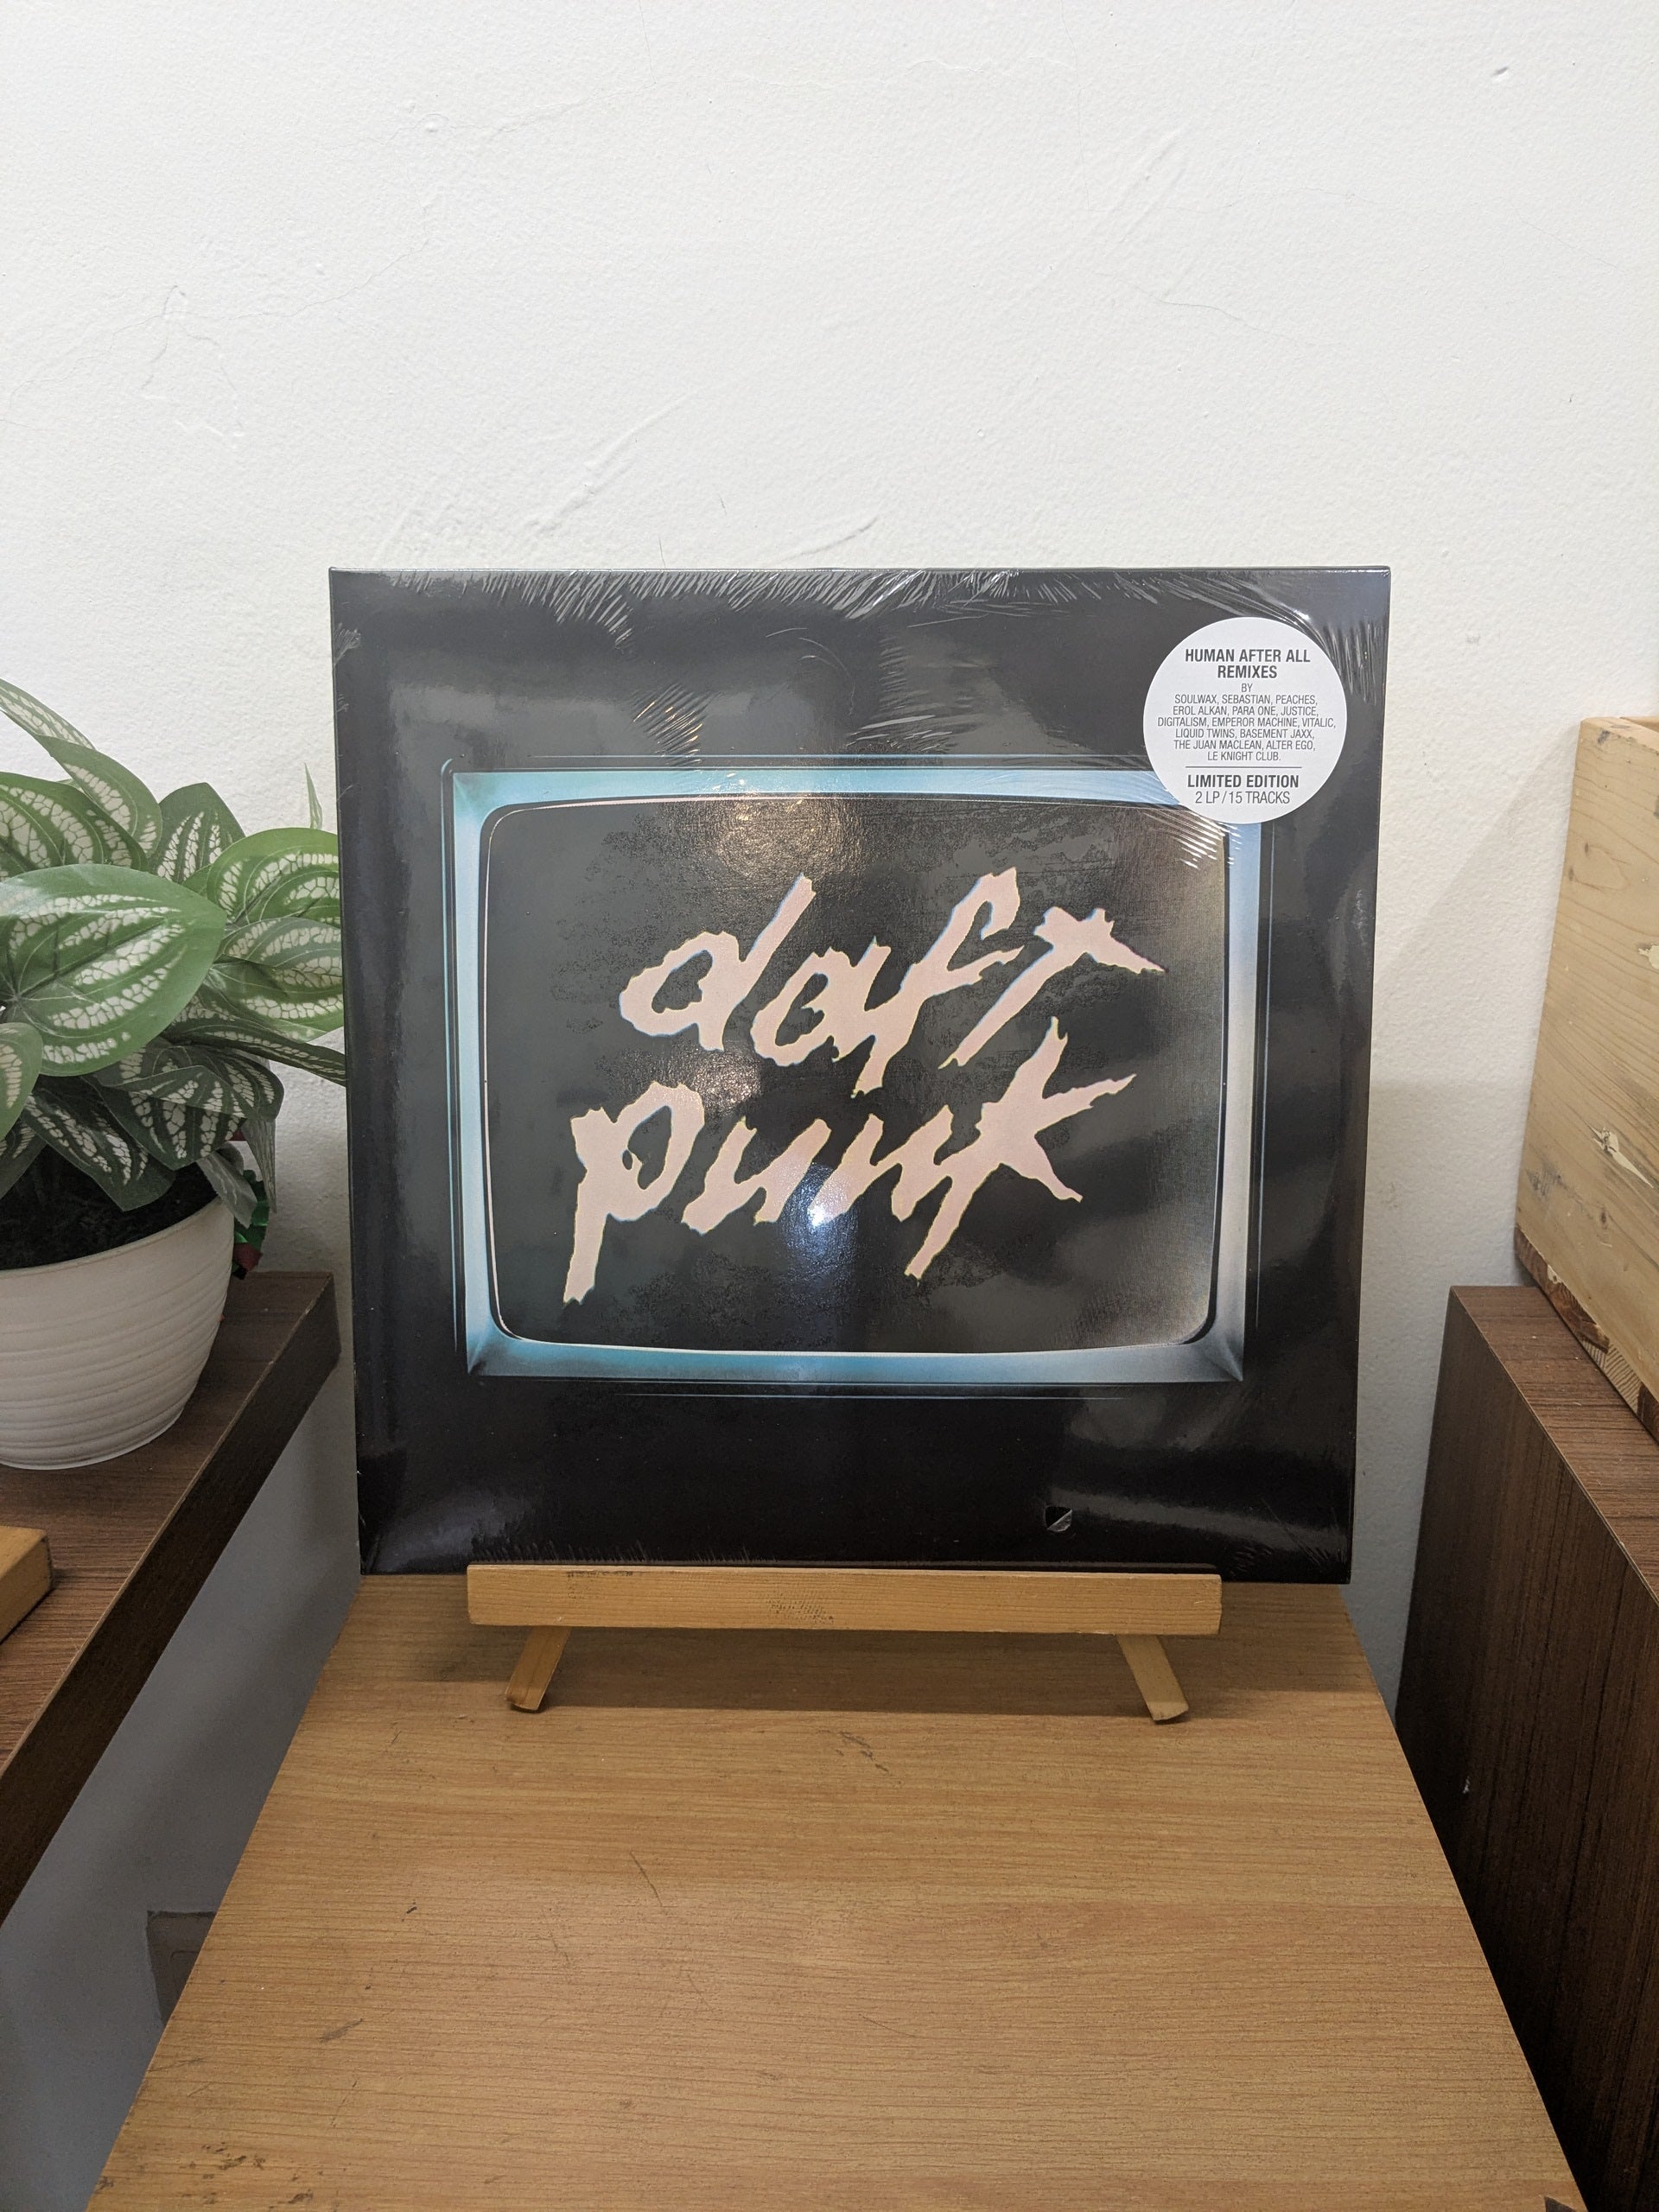 HUMAN AFTER ALL
REMIXES
BY
SOULWAX, SEBASTIAN, PEACHES,
EROL ALKAN, PARA ONE, JUSTICE,
DIGITALISM, EMPEROR MACHINE, VITALIC,
LIQUID TWINS, BASEMENT JAXX,
THE JUAN MACLEAN, ALTER EGO,
LE KNIGHT CLUB.
LIMITED EDITION
2 LP / 15 TRACKS
daft
punk